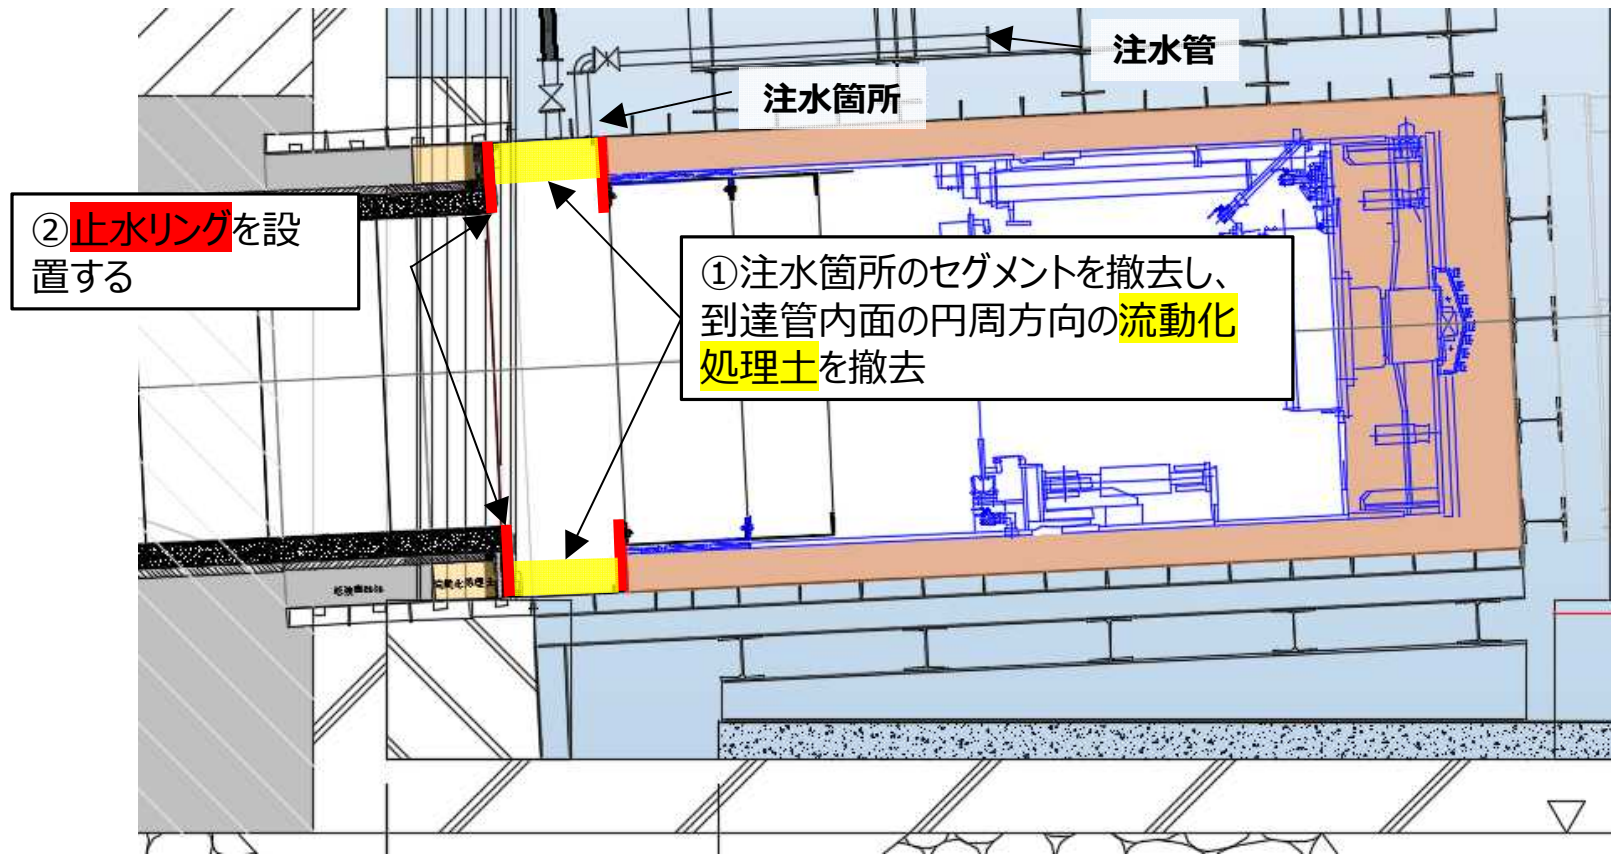 注水管
注水箇所
②止水リングを設
置する
①注水箇所のセグメントを撤去し、
到達管内面の円周方向の流動化
処理土を撤去